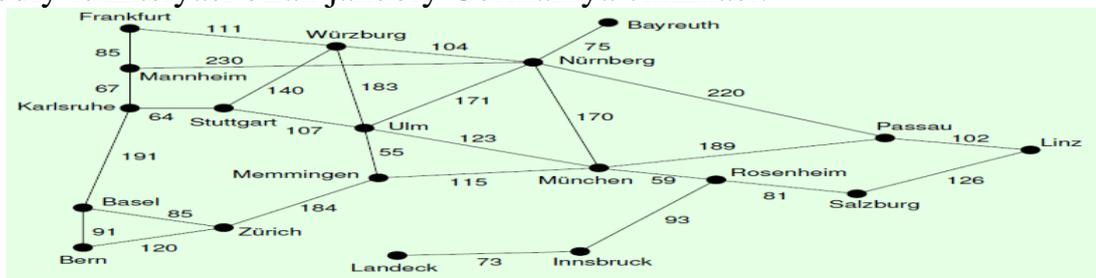 Frankfurt
111
Würzburg
Bayreuth
85
230
104
75
Mannheim
Nürnberg
67
140
183
171
220
Karlsruhe
64
Stuttgart
107
Ulm
123
170
Passau
102
Linz
191
55
189
Memmingen
115
München
59
Rosenheim
126
81
Salzburg
Basel
85
184
93
91
120
Zürich
Bern
Landeck
73
Innsbruck